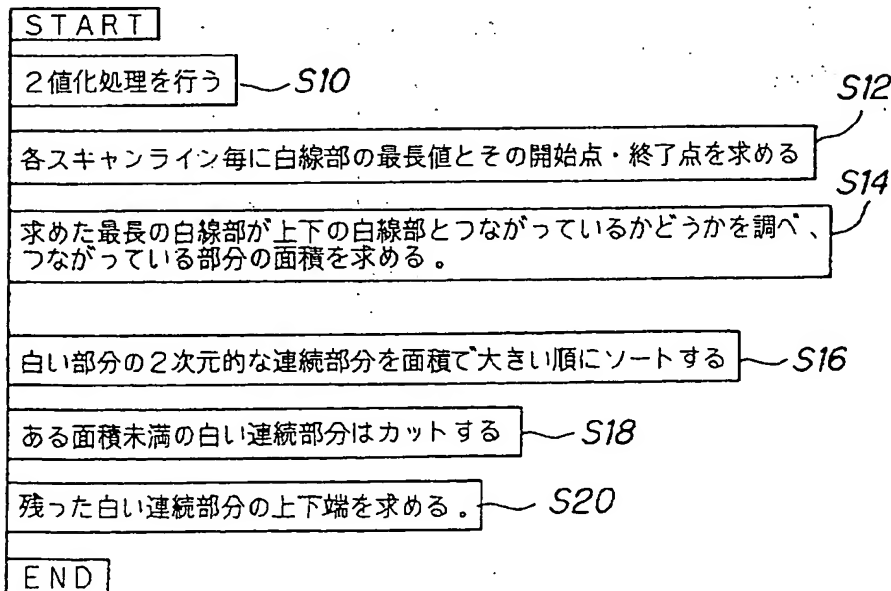 START
2値化処理を行う S10
S12
各スキャンライン毎に白線部の最長値とその開始点・終了点を求める
S14
求めた最長の白線部が上下の白線部とつながっているかどうかを調べ、
つながっている部分の面積を求める。
白い部分の2次元的な連続部分を面積で大きい順にソートする S16
ある面積未満の白い連続部分はカットする S18
残った白い連続部分の上下端を求める。 S20
END